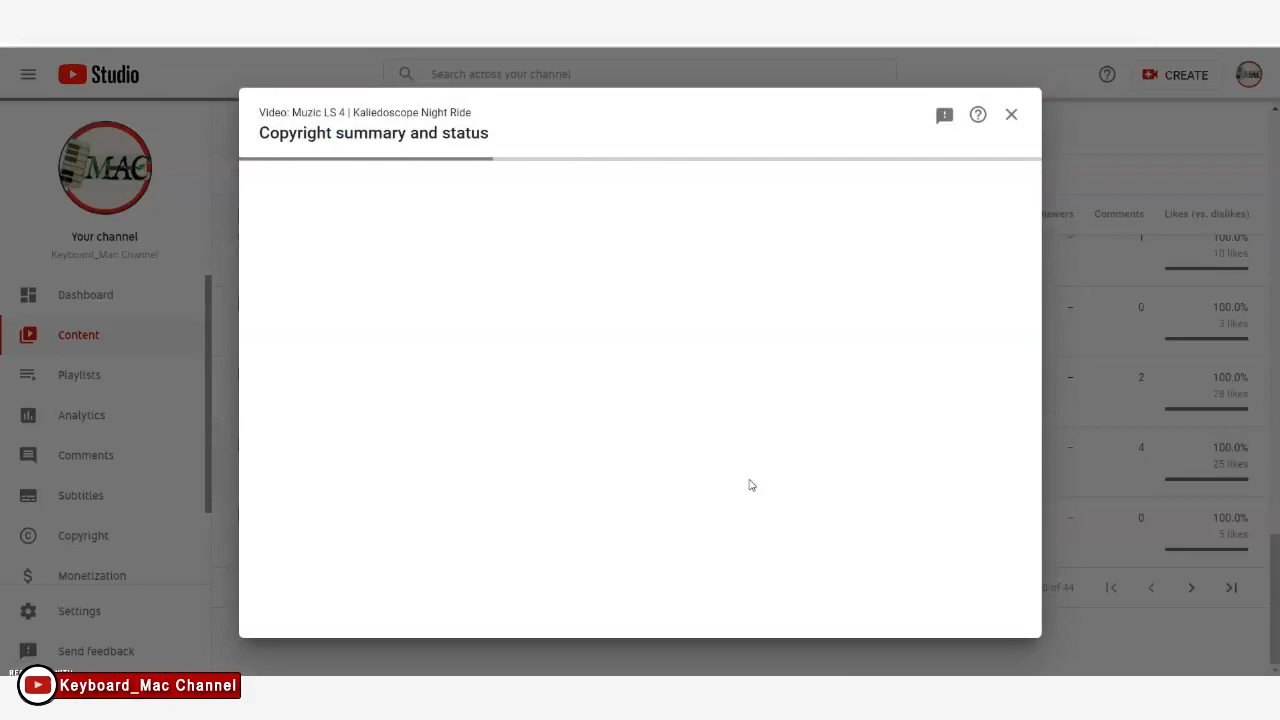 Studio
Search across your channel
CREATE
Video: Muzic LS 4 | Kaliedoscope Night Ride
Copyright summary and status
MAC
Your channel
Keyboard_Mac Channel
Dashboard
Content
Playlists
Analytics
Comments
Subtitles
Copyright
Monetization
Settings
Send feedback
Comments
Likes (vs. dislikes)
1
100.0%
10 likes
–
0
100.0%
3 likes
–
2
100.0%
28 likes
–
4
100.0%
25 likes
–
0
100.0%
5 likes
of 44
Keyboard_Mac Channel